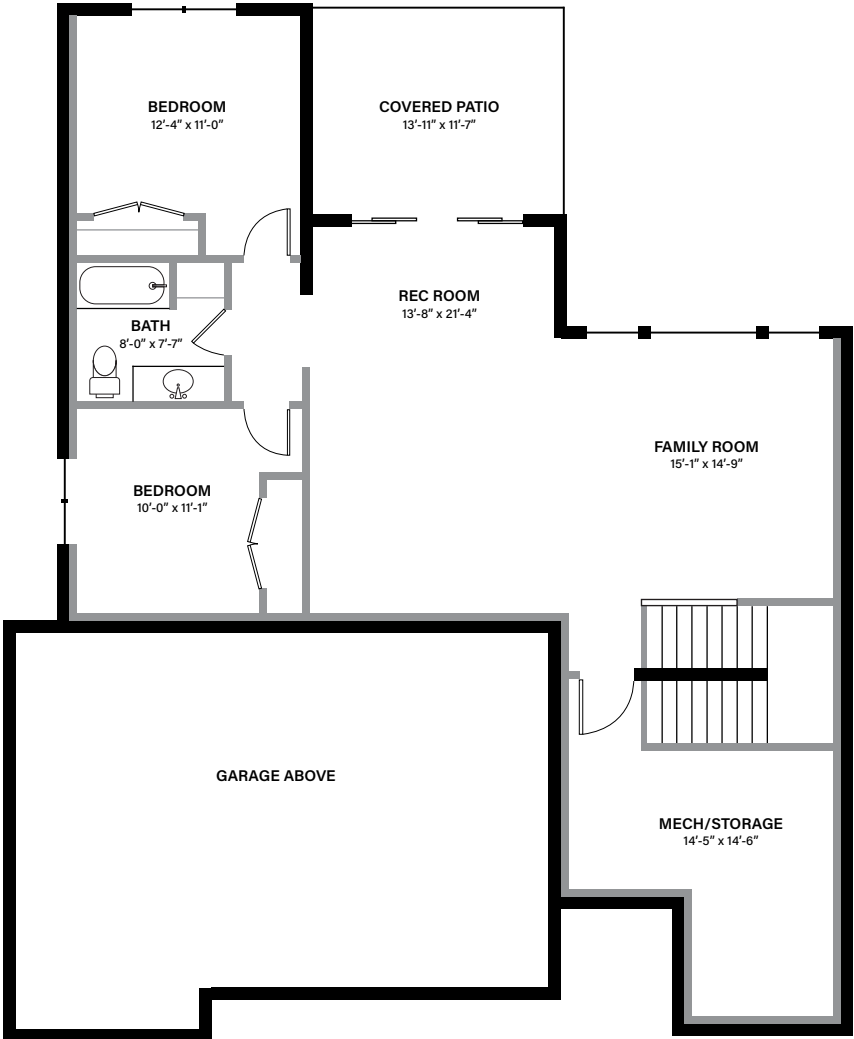 BEDROOM
12′-4″ x 11′-0″
COVERED PATIO
13′-11″ x 11′-7″
REC ROOM
13′-8″ x 21′-4″
BATH
8′-0″ x 7′-7″
FAMILY ROOM
15′-1″ x 14′-9″
BEDROOM
10′-0″ x 11′-1″
GARAGE ABOVE
MECH/STORAGE
14′-5″ x 14′-6″